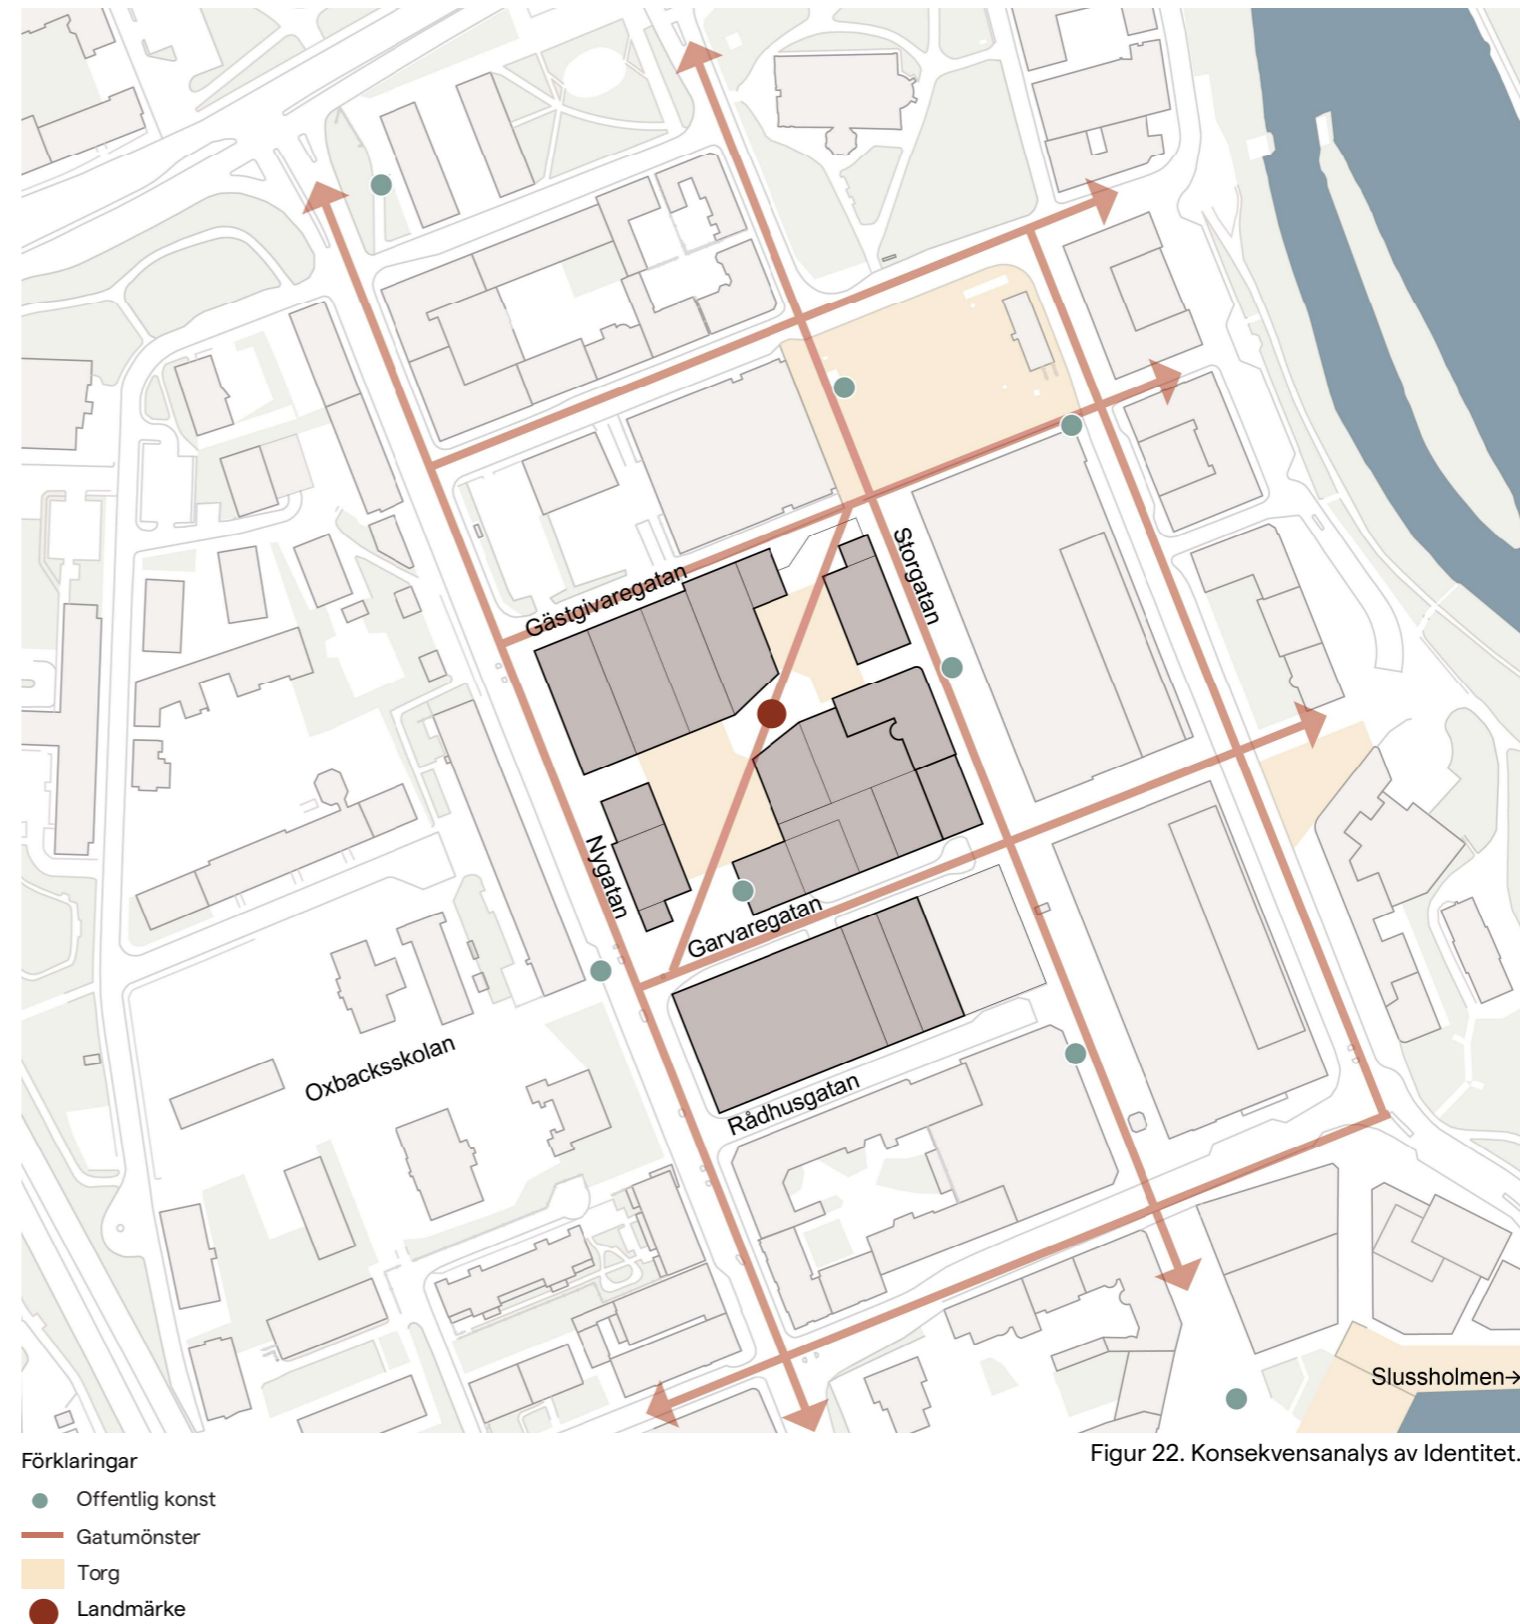 Storgatan
Gästgivaregatan
Nygatan
Garvaregatan
Oxbacksskolan
Rådhusgatan
Slussholmen→
Figur 22. Konsekvensanalys av Identitet.
Förklaringar
Offentlig konst
Gatumönster
Torg
Landmärke